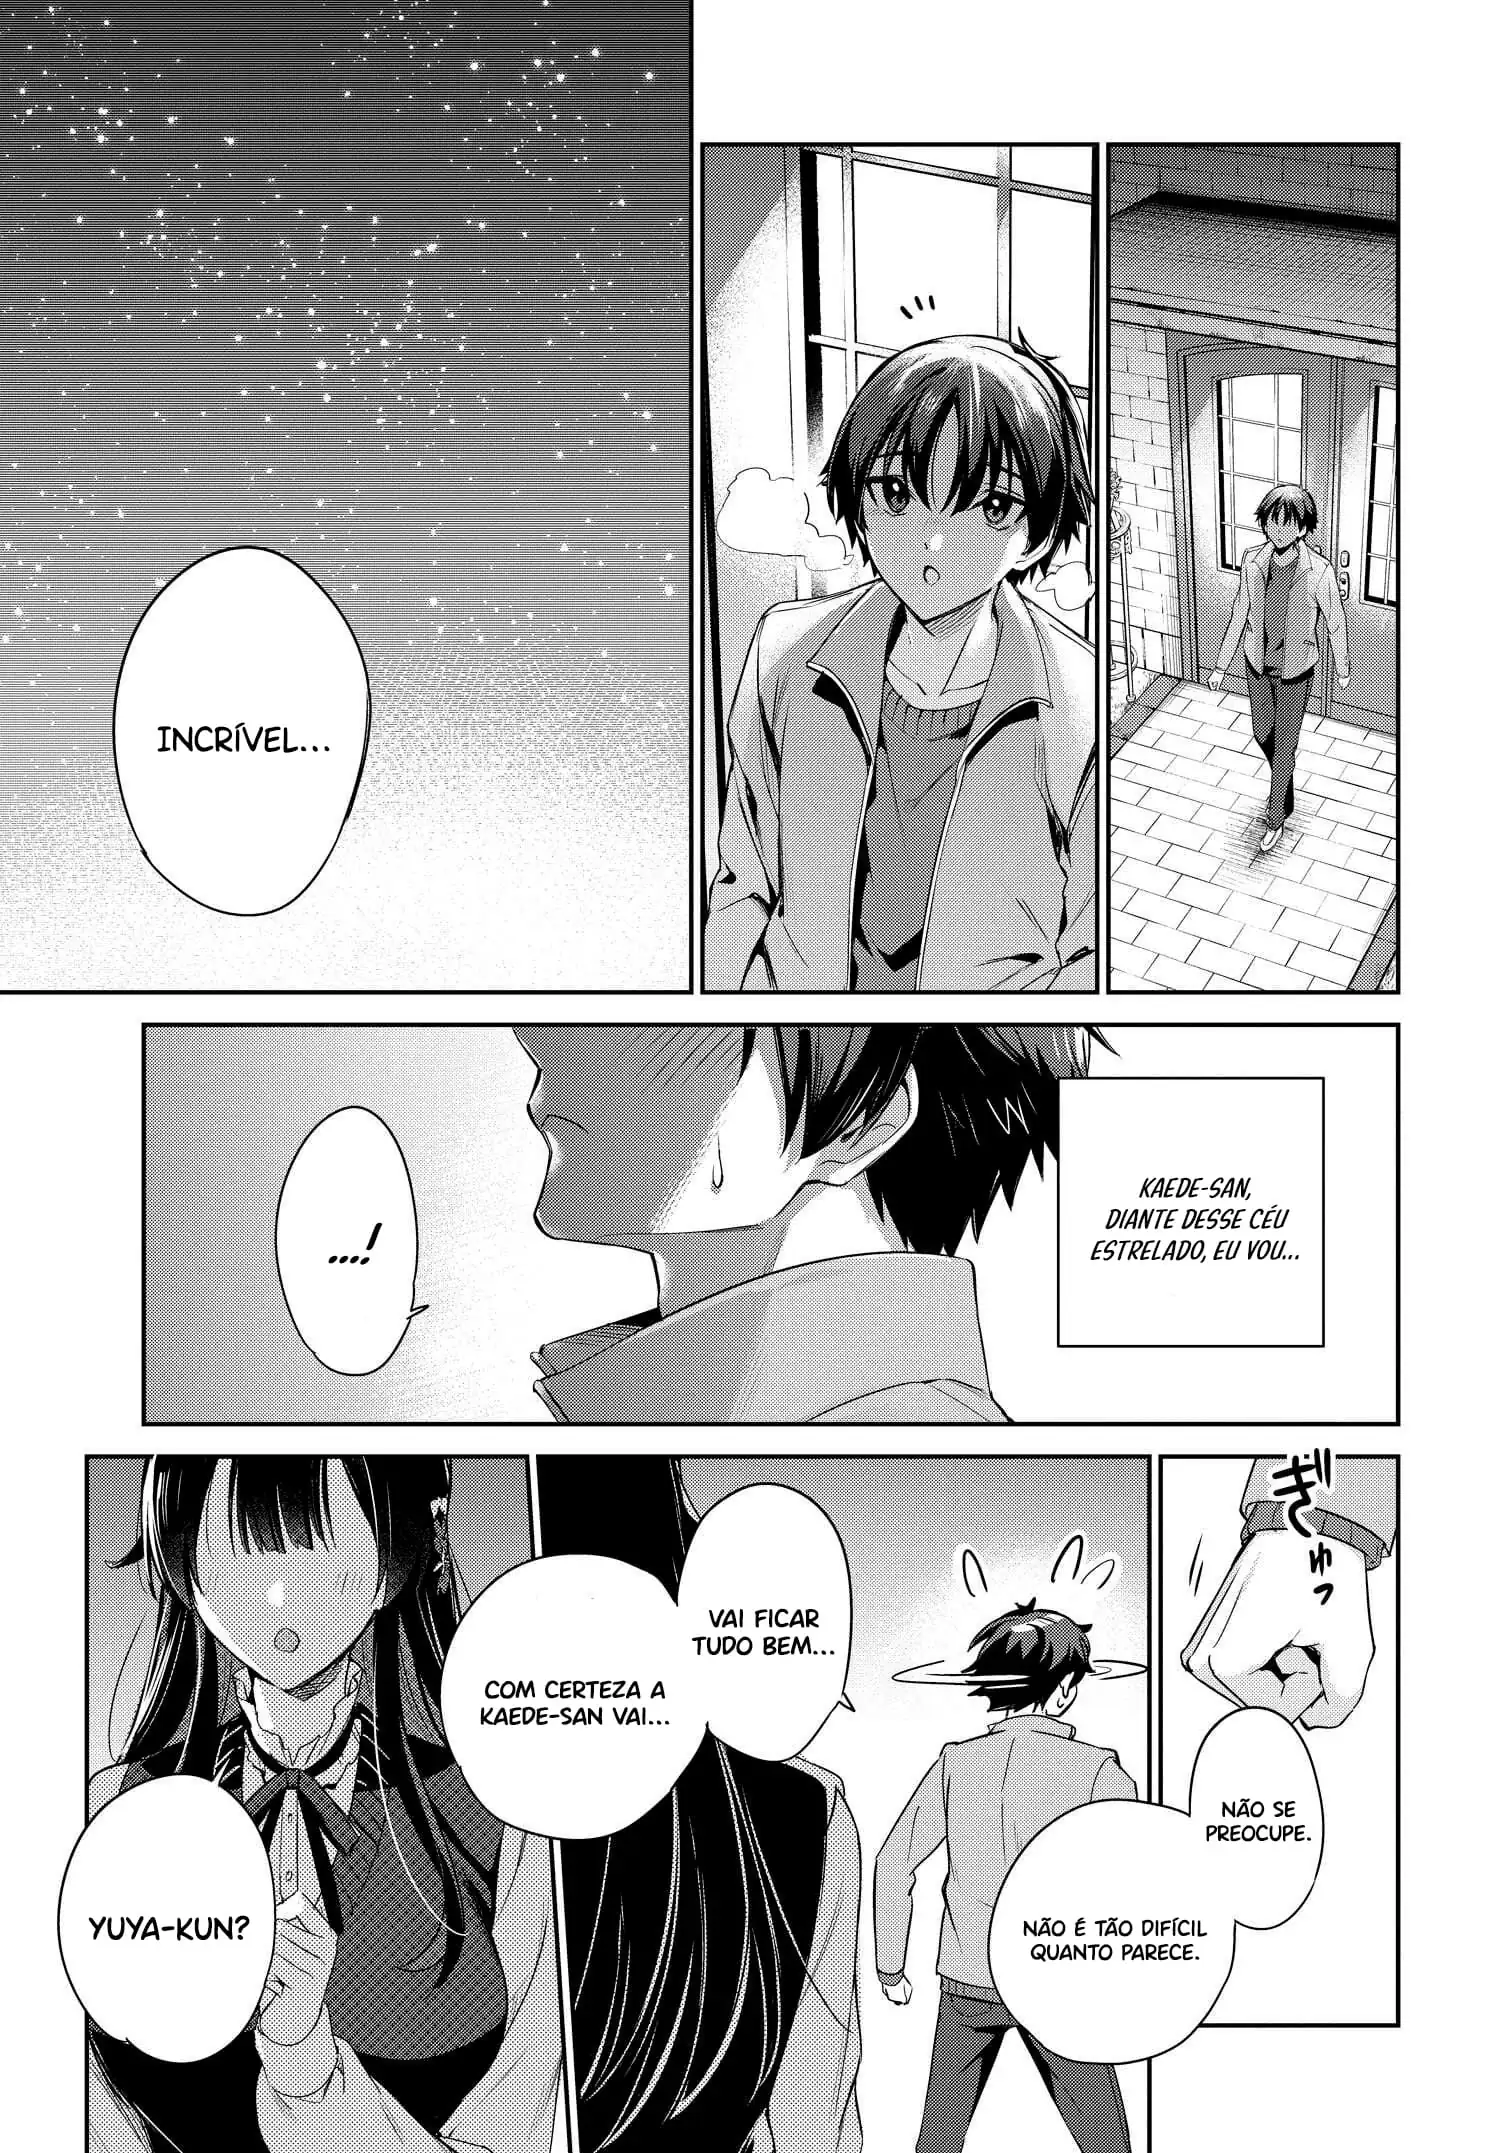 INCRÍVEL...
KAEDE-SAN,
DIANTE DESSE CÉU
ESTRELADO, EU VOU...
....!
ぎゅっ
NÃO SE
PREOCUPE.
NÃO É TÃO DIFÍCIL
QUANTO PARECE.
VAI FICAR
TUDO BEM...
COM CERTEZA A
KAEDE-SAN VAI...
YUYA-KUN?